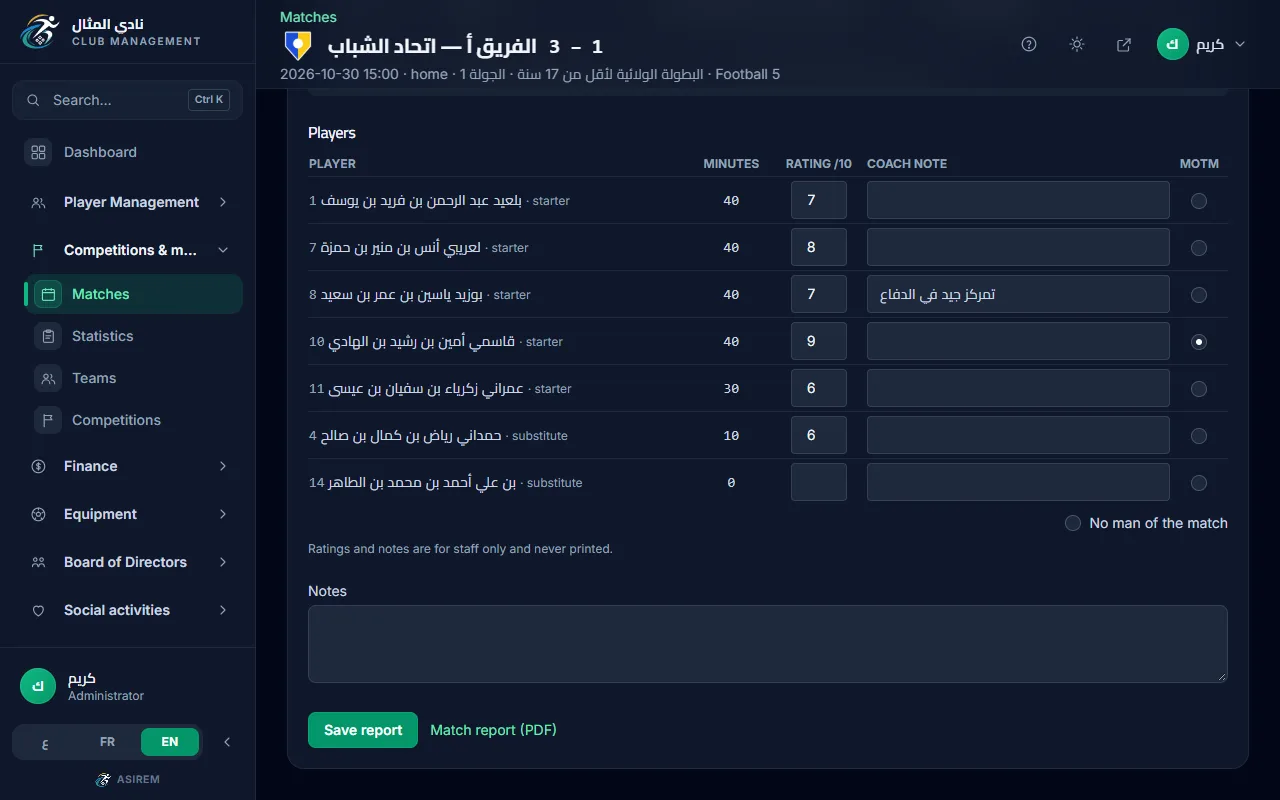 نادي المثال
CLUB MANAGEMENT
Search...
Ctrl K
Dashboard
Player Management
Competitions & m...
Matches
Statistics
Teams
Competitions
Finance
Equipment
Board of Directors
Social activities
كريم
Administrator
ع
FR
EN
ASIREM
Matches
الفريق أ — اتحاد الشباب 3 – 1
2026-10-30 15:00 · home · البطولة الولائية لأقل من 17 سنة · الجولة 1 · Football 5
ك كريم
Players
PLAYER MINUTES RATING /10 COACH NOTE MOTM
1 بلعيد عبد الرحمن بن فريد بن يوسف · starter 40 7
7 لعريبي أنس بن منير بن حمزة · starter 40 8
8 بوزيد ياسين بن عمر بن سعيد · starter 40 7 تمركز جيد في الدفاع
10 قاسمي أمين بن رشيد بن الهادي · starter 40 9
11 عمراني زكرياء بن سفيان بن عيسى · starter 30 6
4 حمداني رياض بن كمال بن صالح · substitute 10 6
14 بن علي أحمد بن محمد بن الطاهر · substitute 0
No man of the match
Ratings and notes are for staff only and never printed.
Notes
Save report
Match report (PDF)